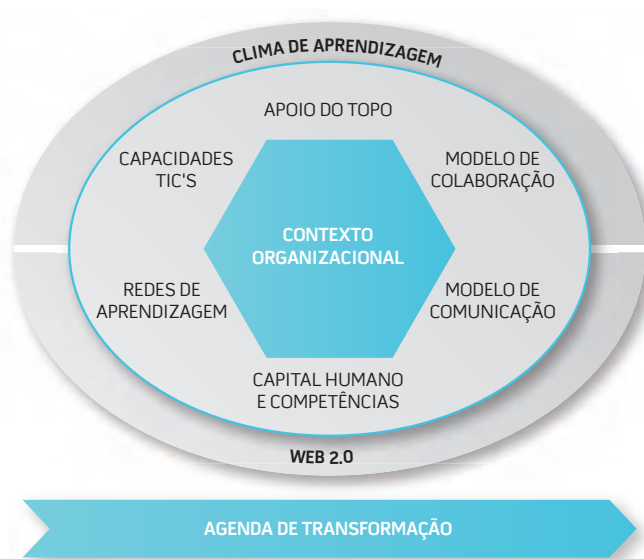 CLIMA DE APRENDIZAGEM
APOIO DO TOPO
CAPACIDADES
TIC'S
MODELO DE
COLABORAÇÃO
CONTEXTO
ORGANIZACIONAL
REDES DE
APRENDIZAGEM
MODELO DE
COMUNICAÇÃO
CAPITAL HUMANO
E COMPETÊNCIAS
WEB 2.0
AGENDA DE TRANSFORMAÇÃO